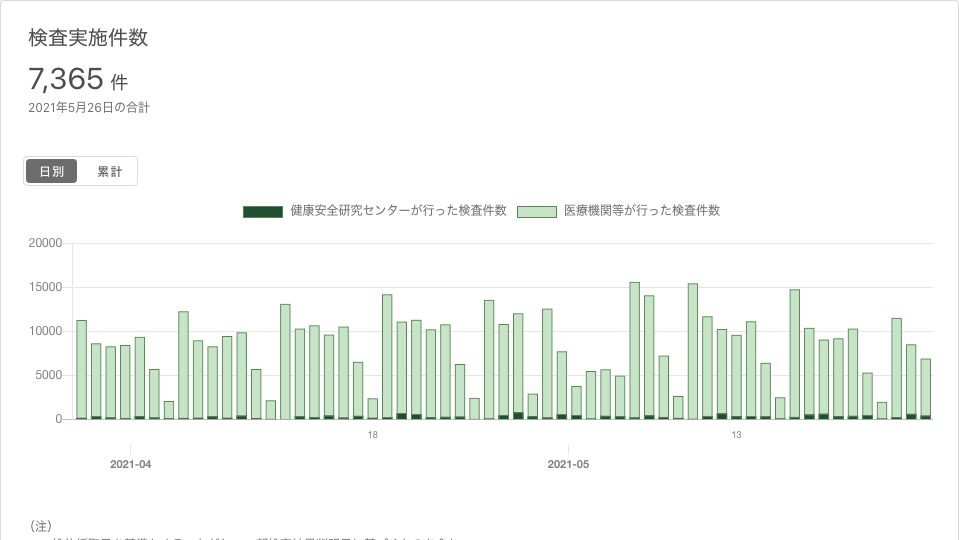 検査実施件数
7,365 件
2021年5月26日の合計
日別 累計
健康安全研究センターが行った検査件数 医療機関等が行った検査件数
20000
15000
10000
5000
0
18 13
2021-04 2021-05
（注）